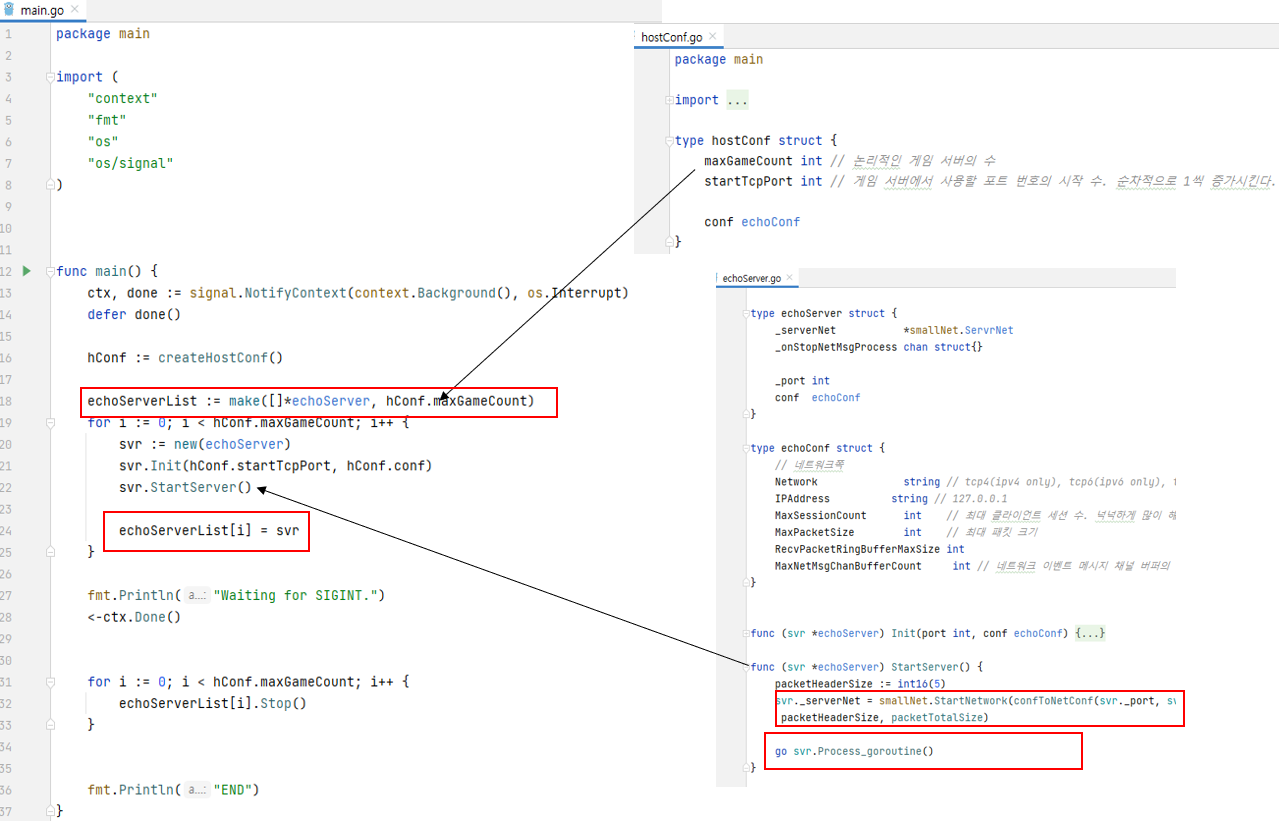 main.go
1 package main
2
3 import (
4 "context"
5 "fmt"
6 "os"
7 "os/signal"
8 )
9
10
11
12 func main() {
13 ctx, done := signal.NotifyContext(context.Background(), os.Interrupt)
14 defer done()
15
16 hConf := createHostConf()
17
18 echoServerList := make([]*echoServer, hConf.maxGameCount)
19 for i := 0; i < hConf.maxGameCount; i++ {
20 svr := new(echoServer)
21 svr.Init(hConf.startTcpPort, hConf.conf)
22 svr.StartServer()
23
24 echoServerList[i] = svr
25 }
26
27 fmt.Println( a...: "Waiting for SIGINT.")
28 <-ctx.Done()
29
30
31 for i := 0; i < hConf.maxGameCount; i++ {
32 echoServerList[i].Stop()
33 }
34
35
36 fmt.Println( a...: "END")
37 }
hostConf.go
package main
import ...
type hostConf struct {
maxGameCount int // 논리적인 게임 서버의 수
startTcpPort int // 게임 서버에서 사용할 포트 번호의 시작 수. 순차적으로 1씩 증가시킨다.
conf echoConf
}
echoServer.go
type echoServer struct {
_serverNet *smallNet.ServrNet
_onStopNetMsgProcess chan struct{}
_port int
conf echoConf
}
type echoConf struct {
// 네트워크쪽
Network string // tcp4(ipv4 only), tcp6(ipv6 only), t
IPAddress string // 127.0.0.1
MaxSessionCount int // 최대 클라이언트 세션 수. 넉넉하게 많이 해
MaxPacketSize int // 최대 패킷 크기
RecvPacketRingBufferMaxSize int
MaxNetMsgChanBufferCount int // 네트워크 이벤트 메시지 채널 버퍼의
}
func (svr *echoServer) Init(port int, conf echoConf) {...}
func (svr *echoServer) StartServer() {
packetHeaderSize := int16(5)
svr._serverNet = smallNet.StartNetwork(confToNetConf(svr._port, sv
packetHeaderSize, packetTotalSize)
go svr.Process_goroutine()
}